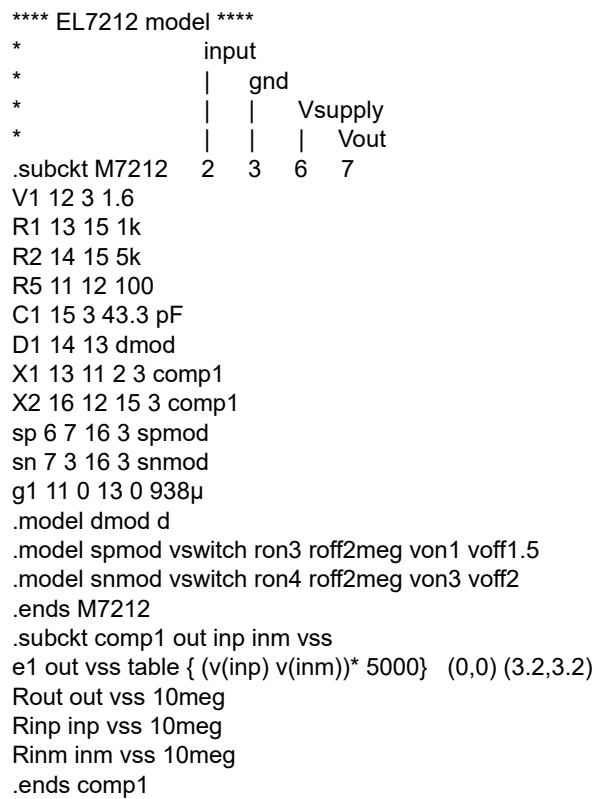 **** EL7212 model ****
* input
* | gnd
* | | Vsupply
* | | | Vout
.subckt M7212 2 3 6 7
V1 12 3 1.6
R1 13 15 1k
R2 14 15 5k
R5 11 12 100
C1 15 3 43.3 pF
D1 14 13 dmod
X1 13 11 2 3 comp1
X2 16 12 15 3 comp1
sp 6 7 16 3 spmod
sn 7 3 16 3 snmod
g1 11 0 13 0 938µ
.model dmod d
.model spmod vswitch ron3 roff2meg von1 voff1.5
.model snmod vswitch ron4 roff2meg von3 voff2
.ends M7212
.subckt comp1 out inp inm vss
e1 out vss table { (v(inp) v(inm))* 5000} (0,0) (3.2,3.2)
Rout out vss 10meg
Rinp inp vss 10meg
Rinm inm vss 10meg
.ends comp1